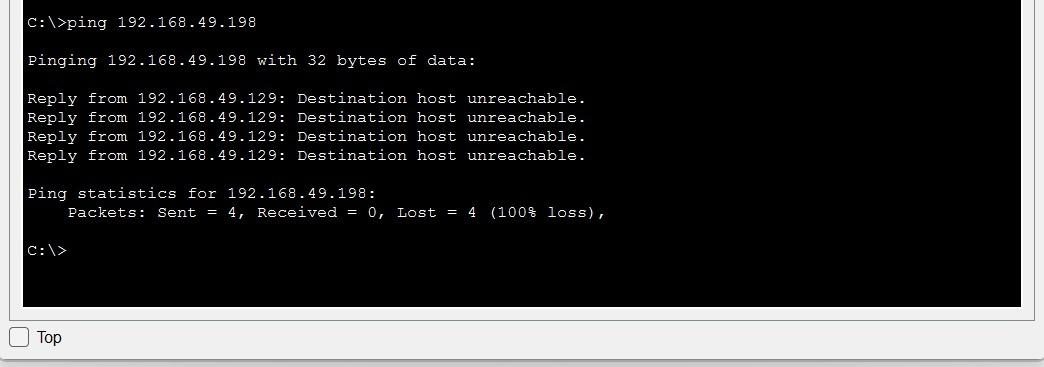 C:\>ping 192.168.49.198
Pinging 192.168.49.198 with 32 bytes of data:
Reply from 192.168.49.129: Destination host unreachable.
Reply from 192.168.49.129: Destination host unreachable.
Reply from 192.168.49.129: Destination host unreachable.
Reply from 192.168.49.129: Destination host unreachable.
Ping statistics for 192.168.49.198:
    Packets: Sent = 4, Received = 0, Lost = 4 (100% loss),
C:\>
Top